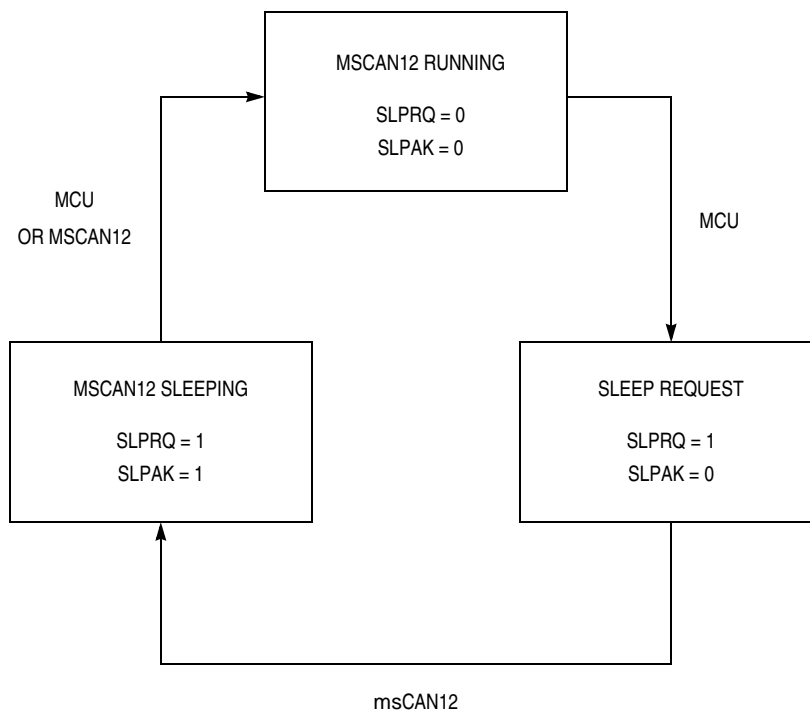 MSCAN12 RUNNING
SLPRQ = 0
SLPAK = 0
MCU
OR MSCAN12
MCU
MSCAN12 SLEEPING
SLPRQ = 1
SLPAK = 1
SLEEP REQUEST
SLPRQ = 1
SLPAK = 0
msCAN12